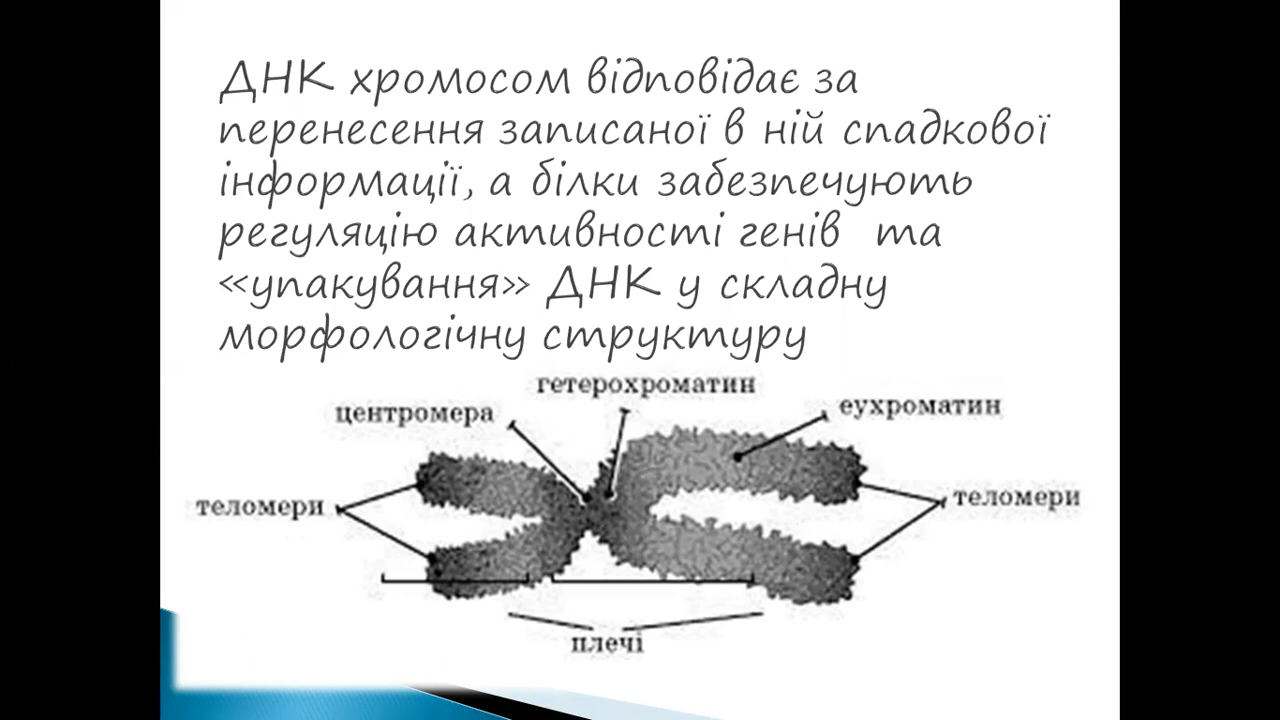 ДНК хромосом відповідає за
перенесення записаної в ній спадкової
інформації, а білки забезпечують
регуляцію активності генів та
«упакування» ДНК у складну
морфологічну структуру
гетерохроматин
центромера
еухроматин
теломери
теломери
плечі